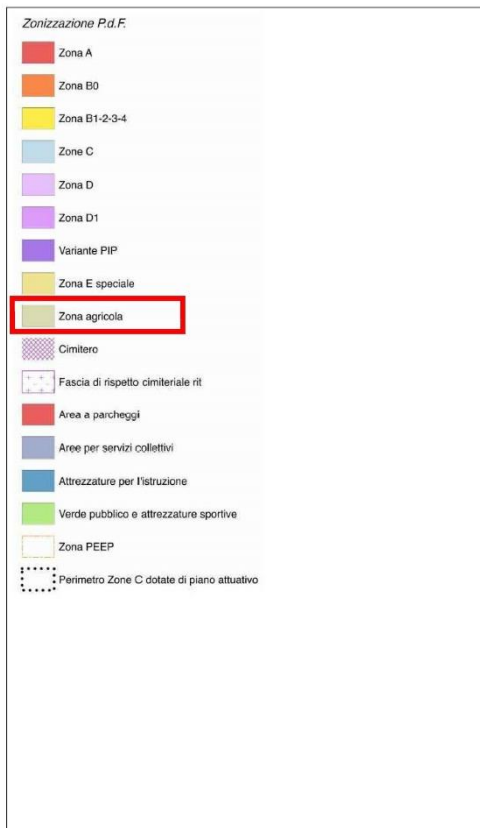 Zonizzazione P.d.F.
Zona A
Zona B0
Zona B1-2-3-4
Zone C
Zona D
Zona D1
Variante PIP
Zona E speciale
Zona agricola
Cimitero
Fascia di rispetto cimiteriale rit
Area a parcheggi
Aree per servizi collettivi
Attrezzature per l'istruzione
Verde pubblico e attrezzature sportive
Zona PEEP
Perimetro Zone C dotate di piano attuativo